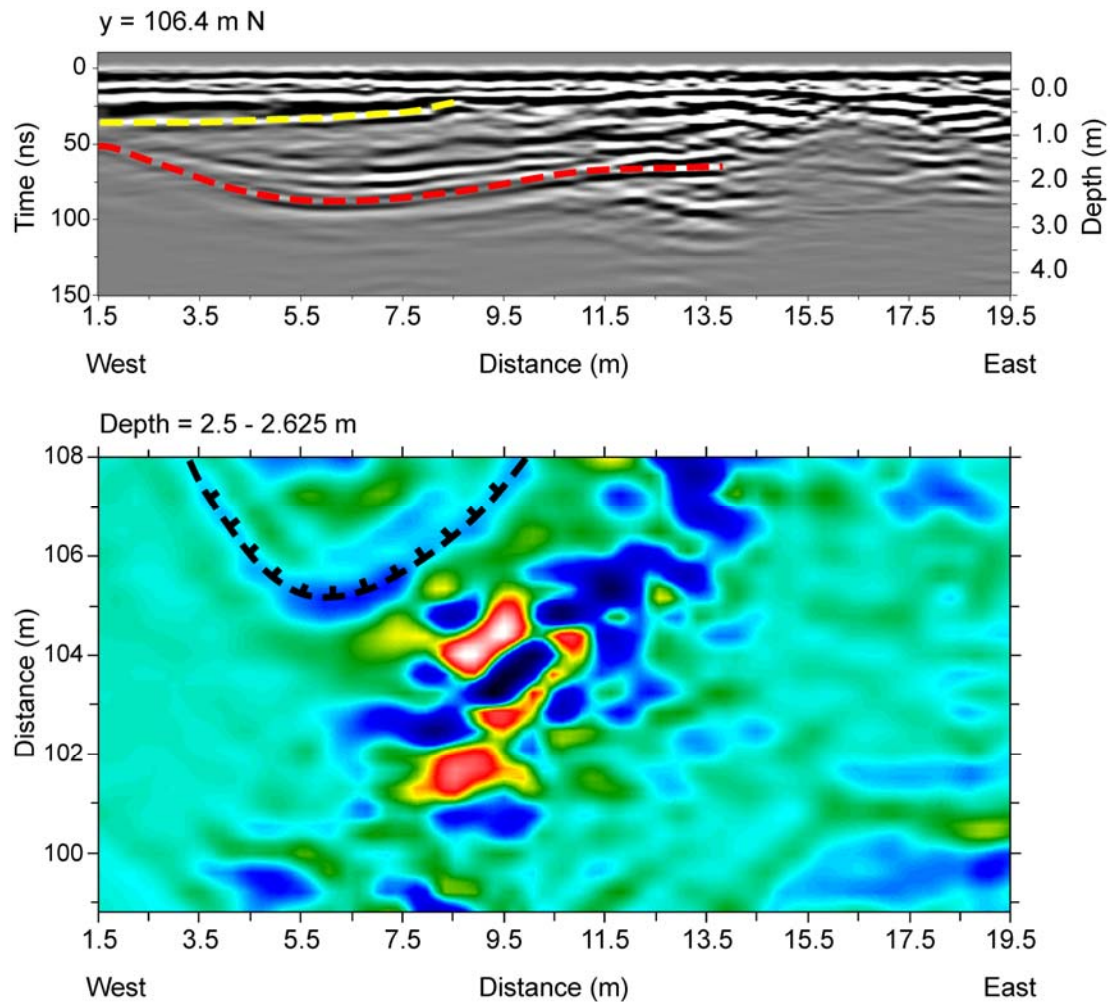 y = 106.4 m N
0
50
100
150
Time (ns)
0.0
1.0
2.0
3.0
4.0
Depth (m)
1.5 3.5 5.5 7.5 9.5 11.5 13.5 15.5 17.5 19.5
West Distance (m) East
Depth = 2.5 - 2.625 m
108
106
104
102
100
Distance (m)
1.5 3.5 5.5 7.5 9.5 11.5 13.5 15.5 17.5 19.5
West Distance (m) East